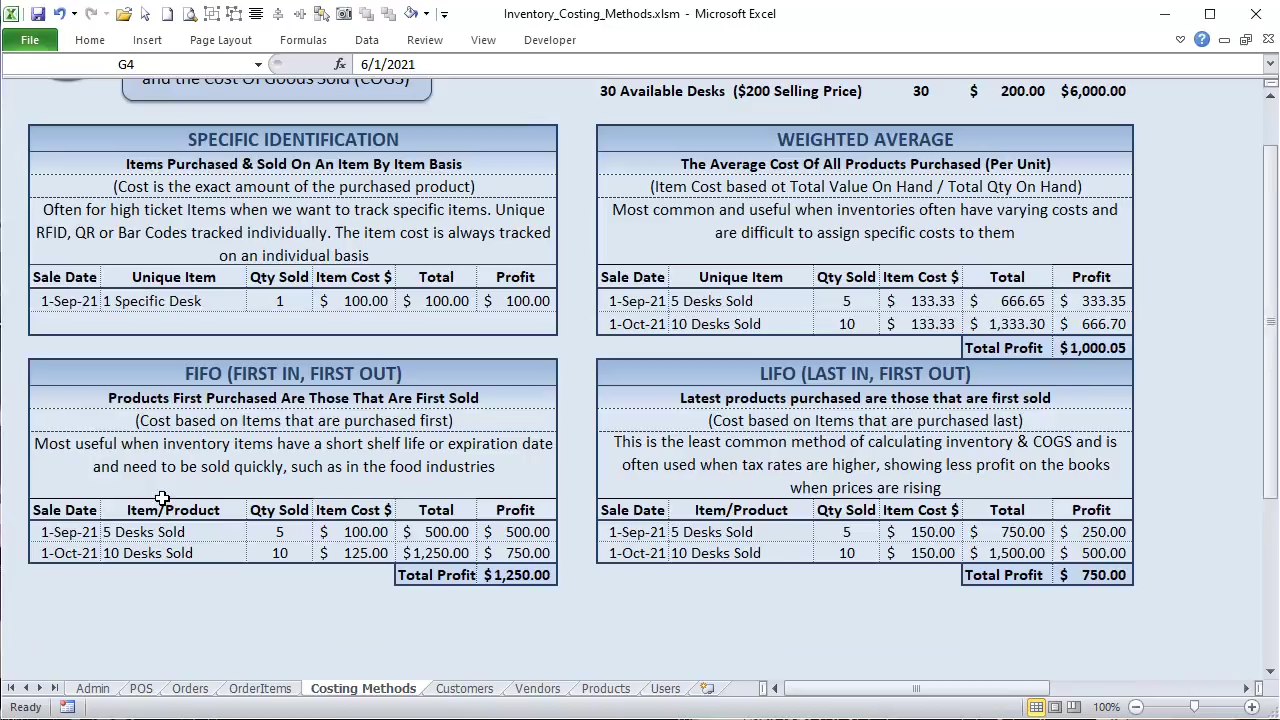 Inventory_Costing_Methods.xlsm - Microsoft Excel
File Home Insert Page Layout Formulas Data Review View Developer
G4 fx 6/1/2021
and the Cost Of Goods Sold (COGS)
30 Available Desks ($200 Selling Price) 30 $ 200.00 $6,000.00
SPECIFIC IDENTIFICATION
Items Purchased & Sold On An Item By Item Basis
(Cost is the exact amount of the purchased product)
Often for high ticket Items when we want to track specific items. Unique
RFID, QR or Bar Codes tracked individually. The item cost is always tracked
on an individual basis
Sale Date Unique Item Qty Sold Item Cost $ Total Profit
1-Sep-21 1 Specific Desk 1 $ 100.00 $ 100.00 $ 100.00
WEIGHTED AVERAGE
The Average Cost Of All Products Purchased (Per Unit)
(Item Cost based ot Total Value On Hand / Total Qty On Hand)
Most common and useful when inventories often have varying costs and
are difficult to assign specific costs to them
Sale Date Unique Item Qty Sold Item Cost $ Total Profit
1-Sep-21 5 Desks Sold 5 $ 133.33 $ 666.65 $ 333.35
1-Oct-21 10 Desks Sold 10 $ 133.33 $ 1,333.30 $ 666.70
Total Profit $1,000.05
FIFO (FIRST IN, FIRST OUT)
Products First Purchased Are Those That Are First Sold
(Cost based on Items that are purchased first)
Most useful when inventory items have a short shelf life or expiration date
and need to be sold quickly, such as in the food industries
Sale Date Item/Product Qty Sold Item Cost $ Total Profit
1-Sep-21 5 Desks Sold 5 $ 100.00 $ 500.00 $ 500.00
1-Oct-21 10 Desks Sold 10 $ 125.00 $1,250.00 $ 750.00
Total Profit $1,250.00
LIFO (LAST IN, FIRST OUT)
Latest products purchased are those that are first sold
(Cost based on Items that are purchased last)
This is the least common method of calculating inventory & COGS and is
often used when tax rates are higher, showing less profit on the books
when prices are rising
Sale Date Item/Product Qty Sold Item Cost $ Total Profit
1-Sep-21 5 Desks Sold 5 $ 150.00 $ 750.00 $ 250.00
1-Oct-21 10 Desks Sold 10 $ 150.00 $ 1,500.00 $ 500.00
Total Profit $ 750.00
Admin POS Orders OrderItems Costing Methods Customers Vendors Products Users
Ready 100%